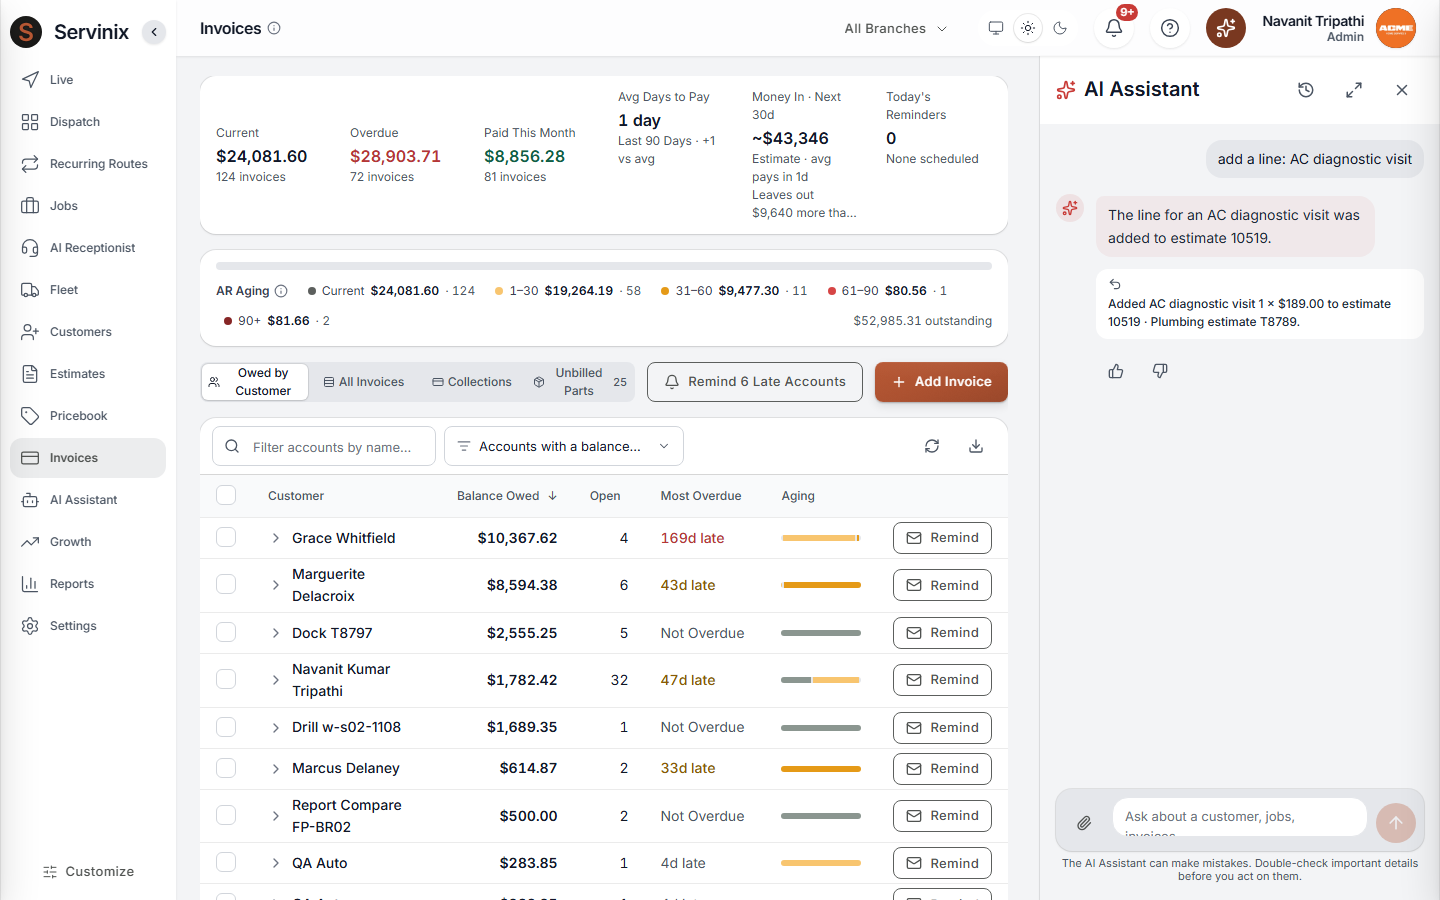 Servinix
Live
Dispatch
Recurring Routes
Jobs
AI Receptionist
Fleet
Customers
Estimates
Pricebook
Invoices
AI Assistant
Growth
Reports
Settings
Customize
Invoices
All Branches
9+
Navanit Tripathi
Admin
ACME
Current
$24,081.60
124 invoices
Overdue
$28,903.71
72 invoices
Paid This Month
$8,856.28
81 invoices
Avg Days to Pay
1 day
Last 90 Days · +1
vs avg
Money In · Next
30d
~$43,346
Estimate · avg
pays in 1d
Leaves out
$9,640 more tha...
Today's
Reminders
0
None scheduled
AR Aging Current $24,081.60 · 124 1–30 $19,264.19 · 58 31–60 $9,477.30 · 11 61–90 $80.56 · 1
90+ $81.66 · 2 $52,985.31 outstanding
Owed by
Customer
All Invoices
Collections
Unbilled
Parts
25
Remind 6 Late Accounts
+ Add Invoice
Filter accounts by name...
Accounts with a balance...
Customer Balance Owed ↓ Open Most Overdue Aging
Grace Whitfield $10,367.62 4 169d late Remind
Marguerite
Delacroix $8,594.38 6 43d late Remind
Dock T8797 $2,555.25 5 Not Overdue Remind
Navanit Kumar
Tripathi $1,782.42 32 47d late Remind
Drill w-s02-1108 $1,689.35 1 Not Overdue Remind
Marcus Delaney $614.87 2 33d late Remind
Report Compare
FP-BR02 $500.00 2 Not Overdue Remind
QA Auto $283.85 1 4d late Remind
AI Assistant
add a line: AC diagnostic visit
The line for an AC diagnostic visit was
added to estimate 10519.
Added AC diagnostic visit 1 × $189.00 to estimate
10519 · Plumbing estimate T8789.
Ask about a customer, jobs,
invoices
The AI Assistant can make mistakes. Double-check important details
before you act on them.